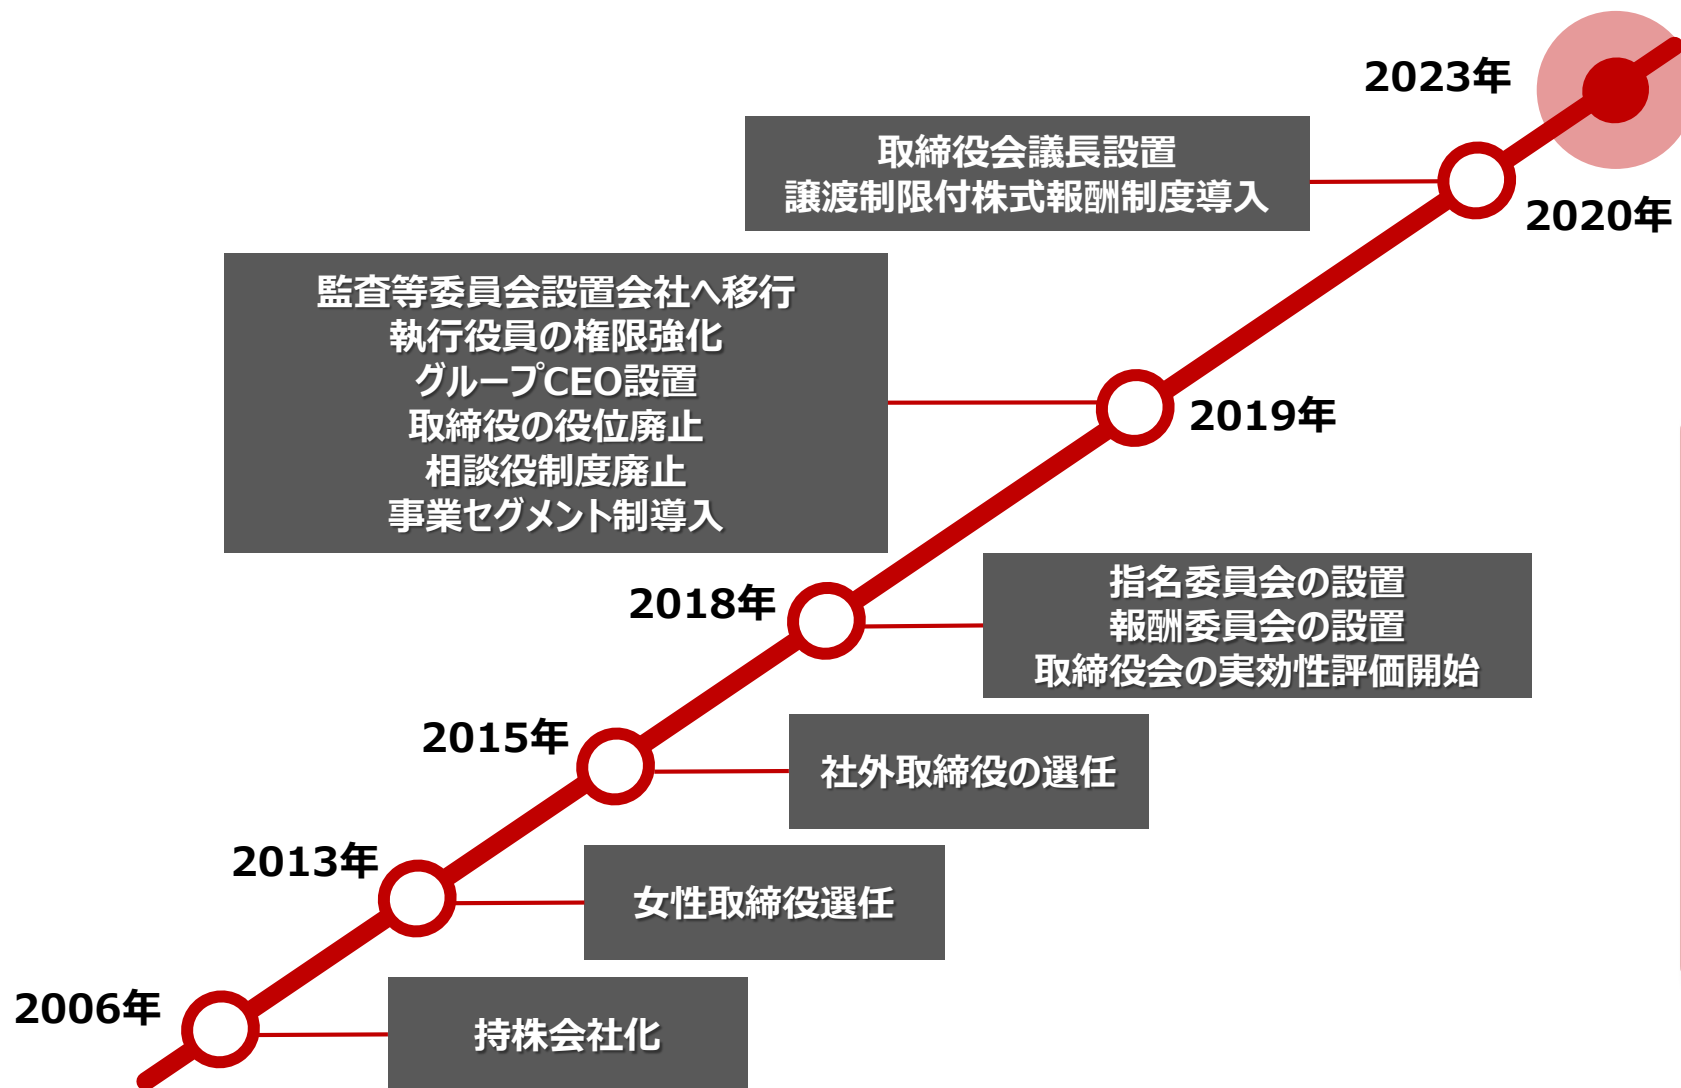 2023年
取締役会議長設置
譲渡制限付株式報酬制度導入
2020年
監査等委員会設置会社へ移行
執行役員の権限強化
グループCEO設置
取締役の役位廃止
相談役制度廃止
事業セグメント制導入
2019年
2018年
指名委員会の設置
報酬委員会の設置
取締役会の実効性評価開始
2015年
社外取締役の選任
2013年
女性取締役選任
2006年
持株会社化